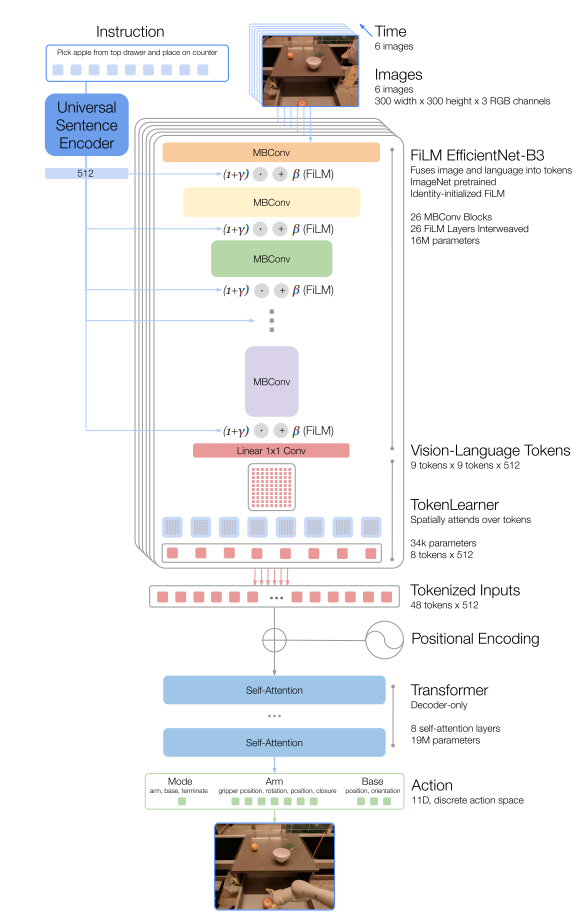 Instruction
Pick apple from top drawer and place on counter
Universal
Sentence
Encoder
512
Time
6 images
Images
6 images
300 width x 300 height x 3 RGB channels
MBConv
(1+γ) · + β (FiLM)
MBConv
(1+γ) · + β (FiLM)
MBConv
(1+γ) · + β (FiLM)
MBConv
(1+γ) · + β (FiLM)
Linear 1x1 Conv
FiLM EfficientNet-B3
Fuses image and language into tokens
ImageNet pretrained
Identity-initialized FiLM
26 MBConv Blocks
26 FiLM Layers Interweaved
16M parameters
Vision-Language Tokens
9 tokens x 9 tokens x 512
TokenLearner
Spatially attends over tokens
34k parameters
8 tokens x 512
Tokenized Inputs
48 tokens x 512
Positional Encoding
Self-Attention
Self-Attention
Transformer
Decoder-only
8 self-attention layers
19M parameters
Mode
arm, base, terminate
Arm
gripper position, rotation, position, closure
Base
position, orientation
Action
11D, discrete action space